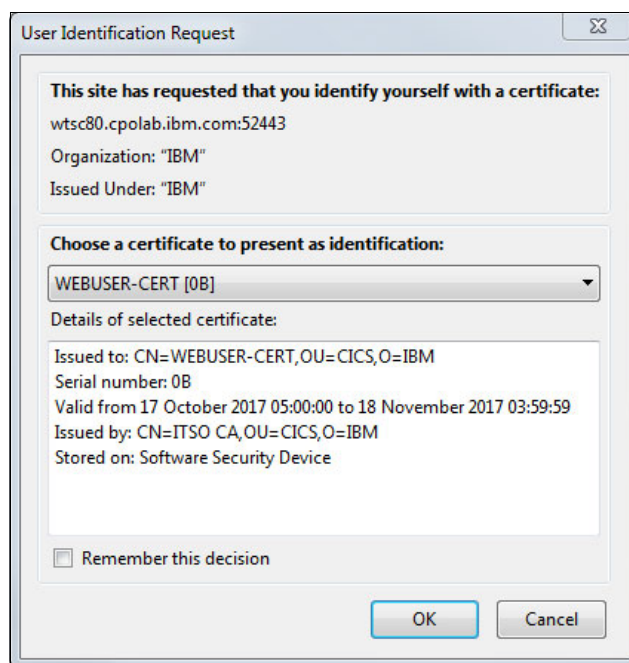 User Identification Request
This site has requested that you identify yourself with a certificate:
wtsc80.cpolab.ibm.com:52443
Organization: "IBM"
Issued Under: "IBM"
Choose a certificate to present as identification:
WEBUSER-CERT [0B]
Details of selected certificate:
Issued to: CN=WEBUSER-CERT,OU=CICS,O=IBM
Serial number: 0B
Valid from 17 October 2017 05:00:00 to 18 November 2017 03:59:59
Issued by: CN=ITSO CA,OU=CICS,O=IBM
Stored on: Software Security Device
Remember this decision
OK
Cancel